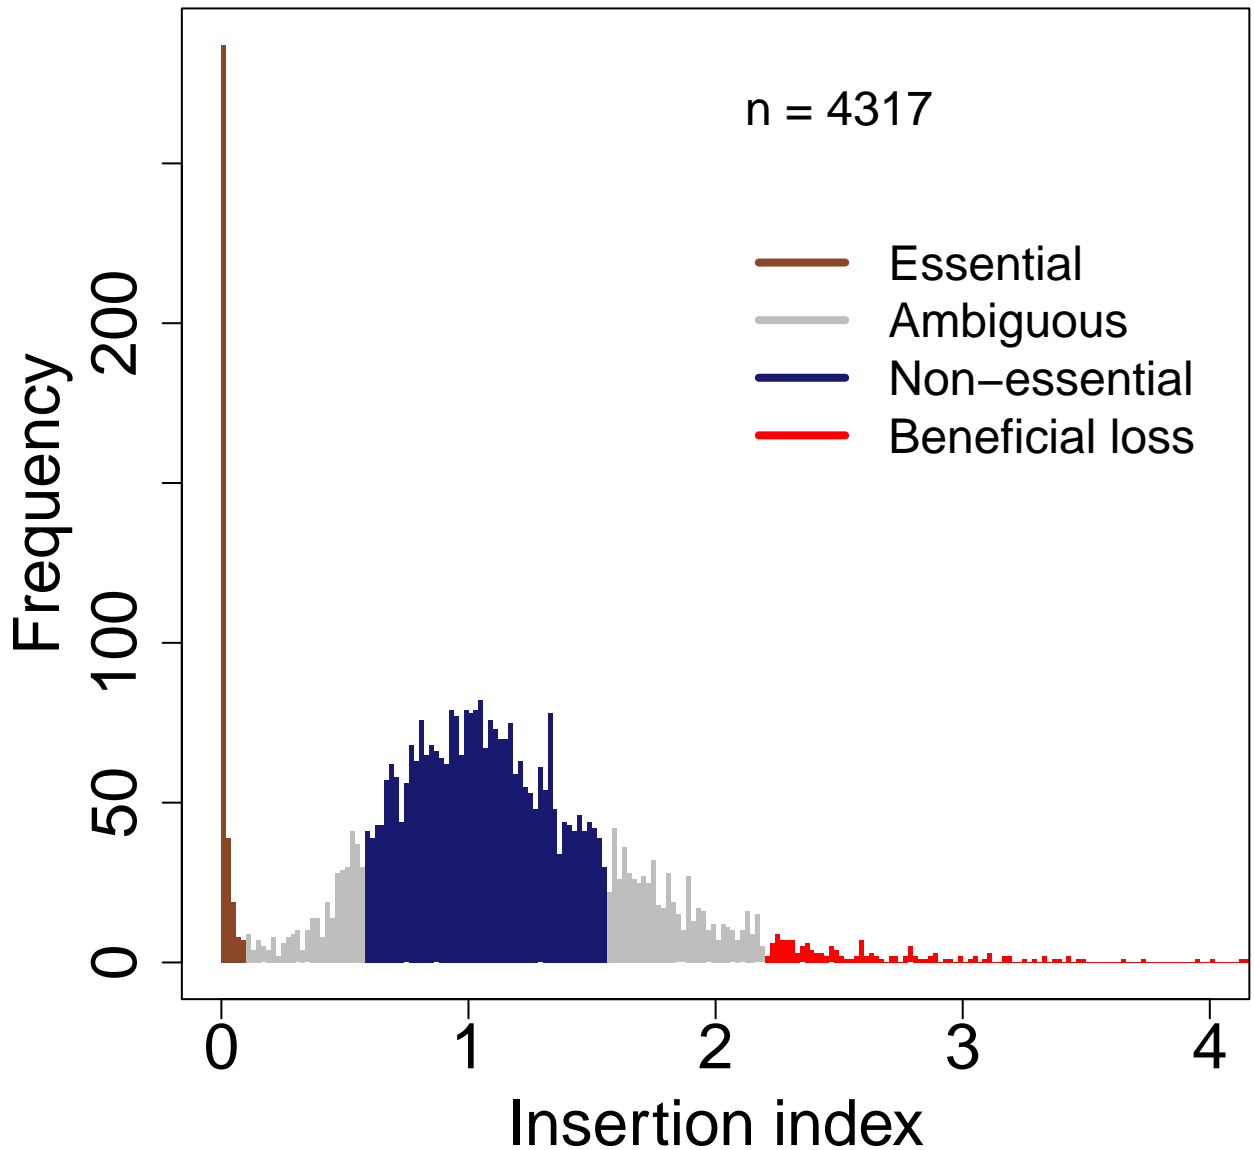 n = 4317
Essential
Ambiguous
Non−essential
Beneficial loss
Frequency
200
100
50
0
0 1 2 3 4
Insertion index